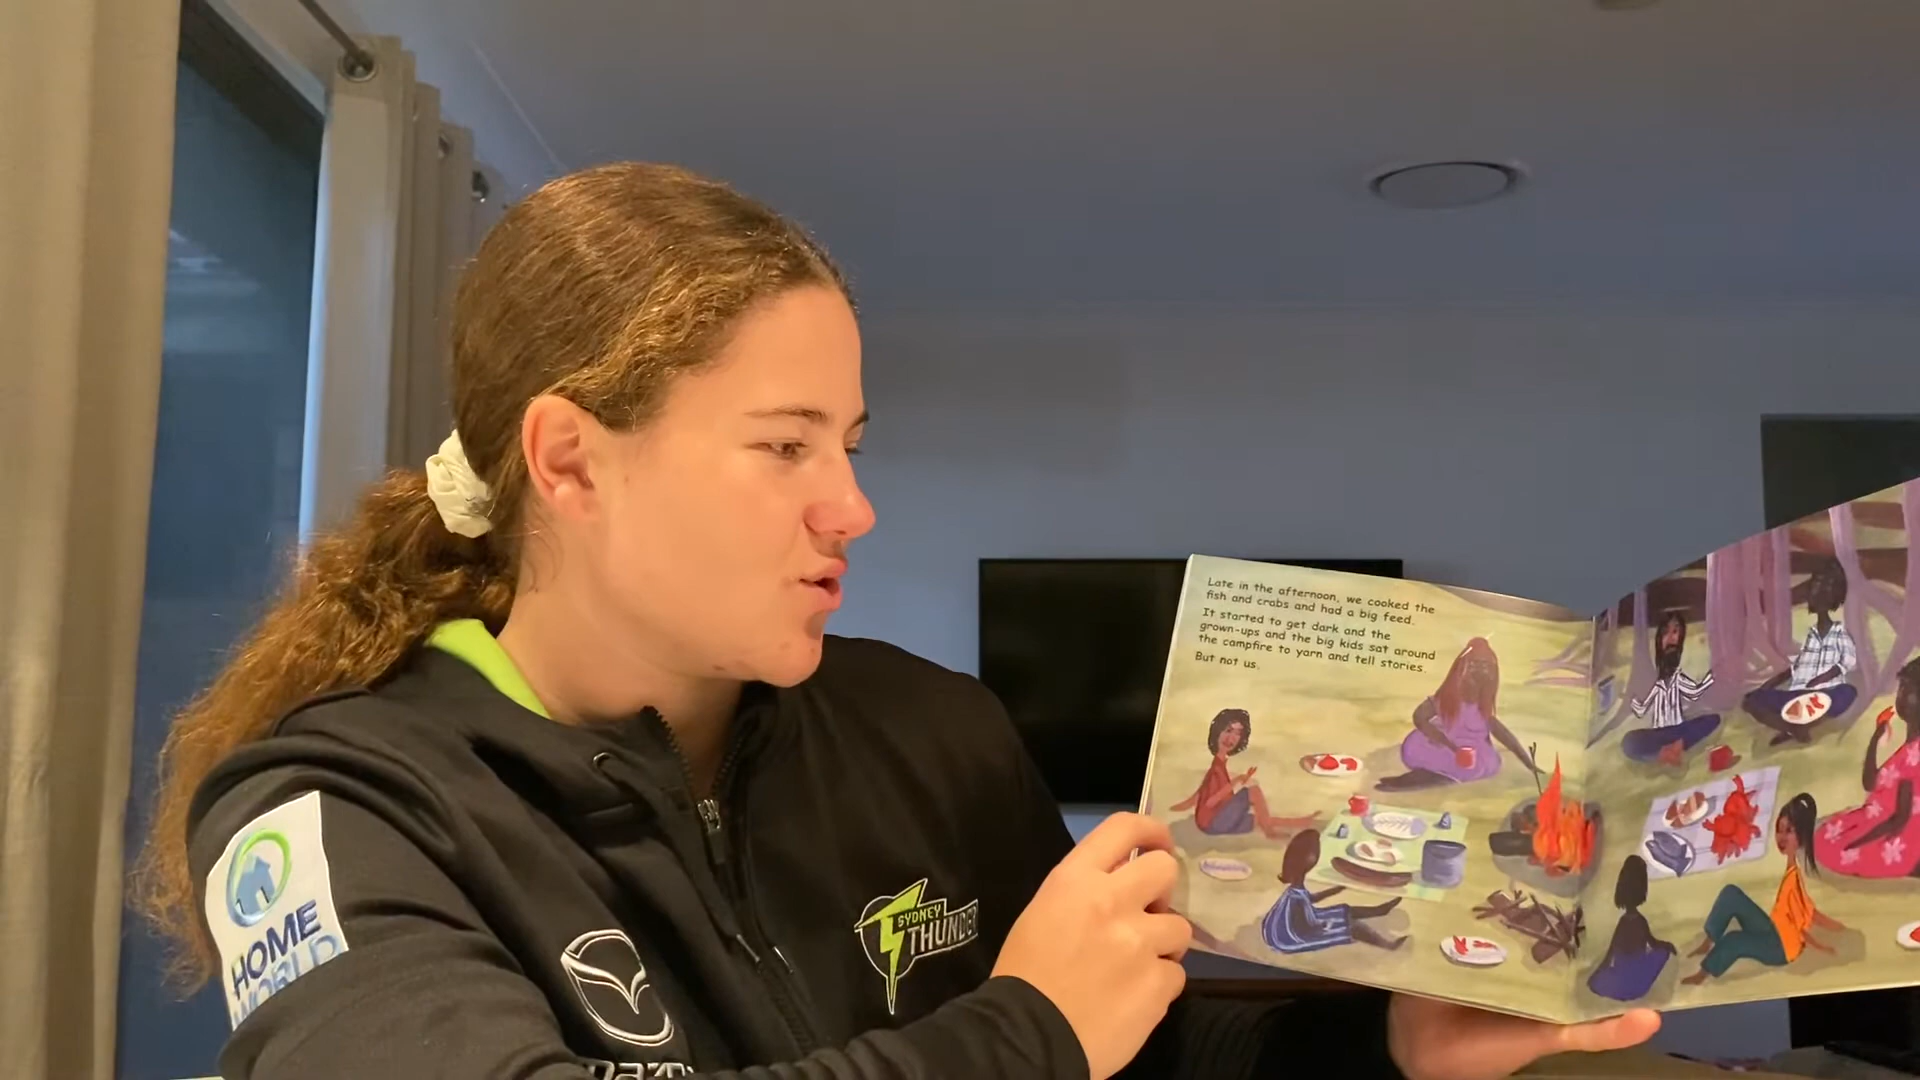 Late in the afternoon, we cooked the
fish and crabs and had a big feed.
It started to get dark and the
grown-ups and the big kids sat around
the campfire to yarn and tell stories.
But not us.
SYDNEY
THUNDER
HOME
WORLD